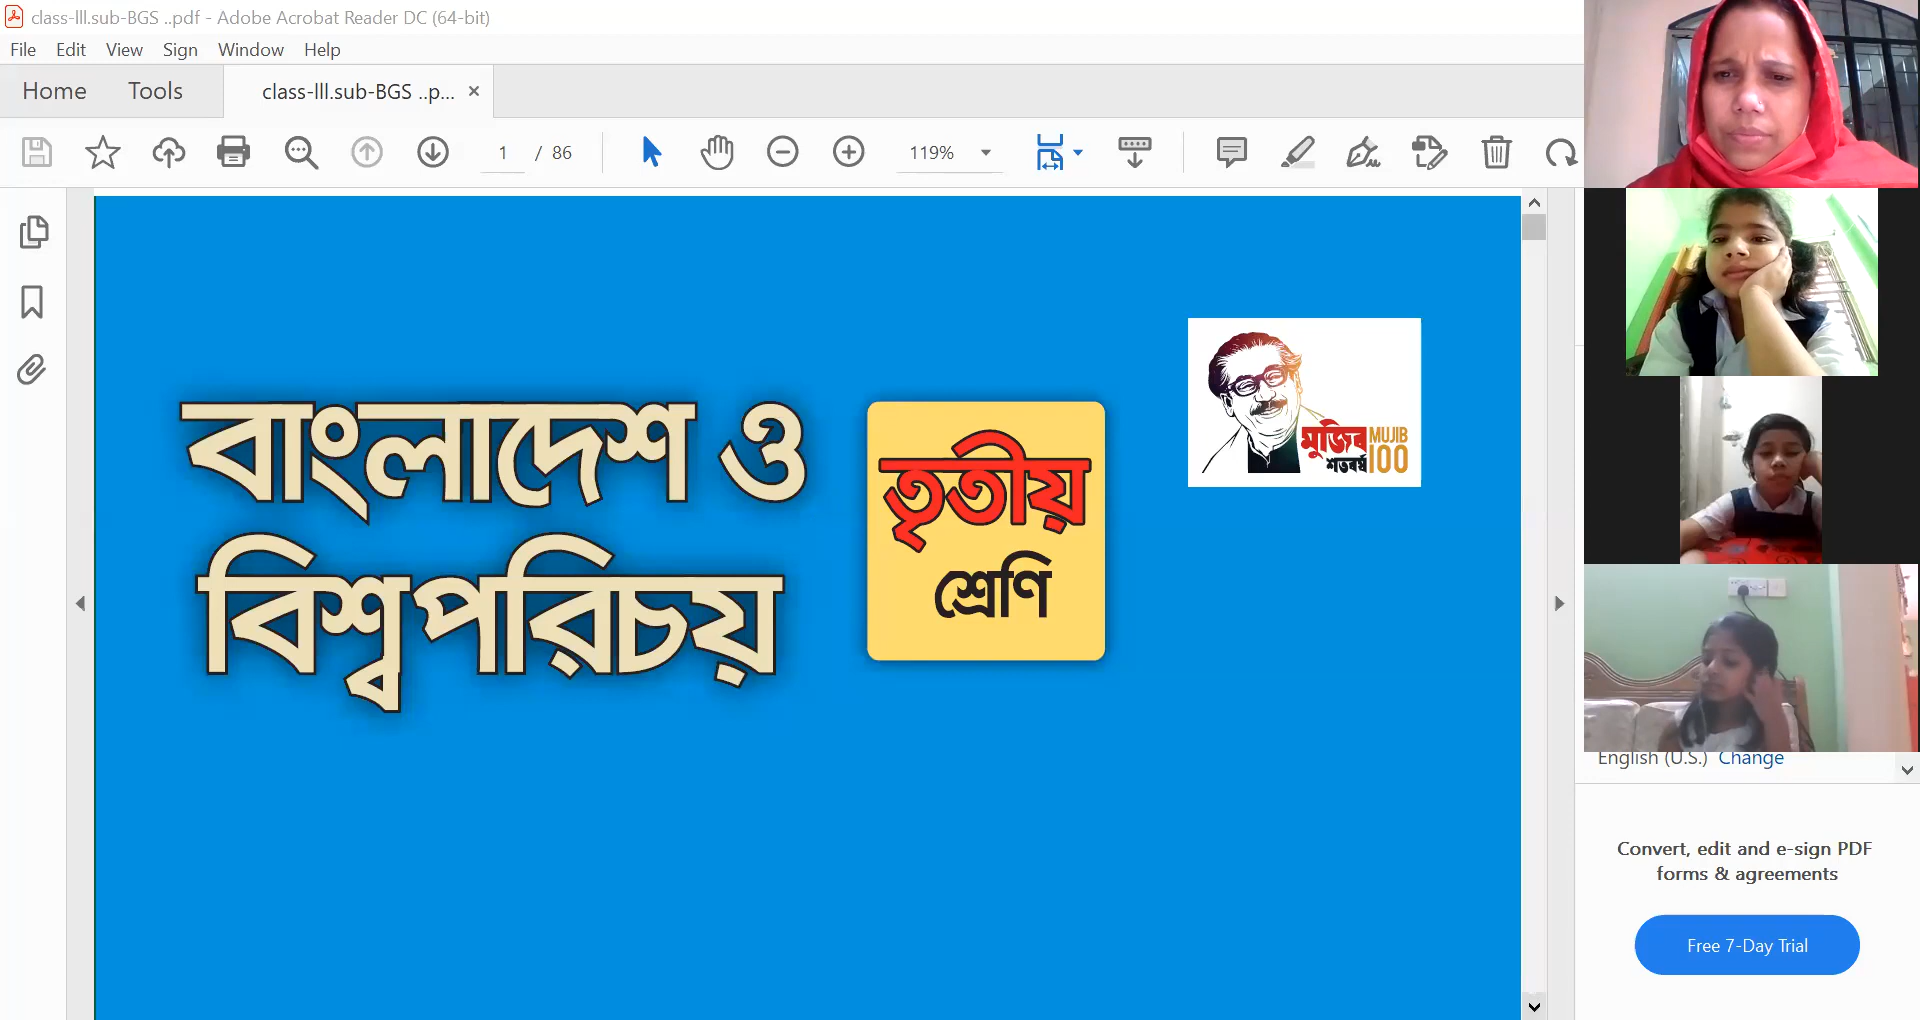 class-III.sub-BGS ..pdf - Adobe Acrobat Reader DC (64-bit)
File Edit View Sign Window Help
Home Tools class-III.sub-BGS ..p... ×
1 / 86 119%
বাংলাদেশ ও
বিশ্বপরিচয়
তৃতীয়
শ্রেণি
মুজিব
শতবর্ষ
MUJIB
100
English (U.S.) Change
Convert, edit and e-sign PDF
forms & agreements
Free 7-Day Trial